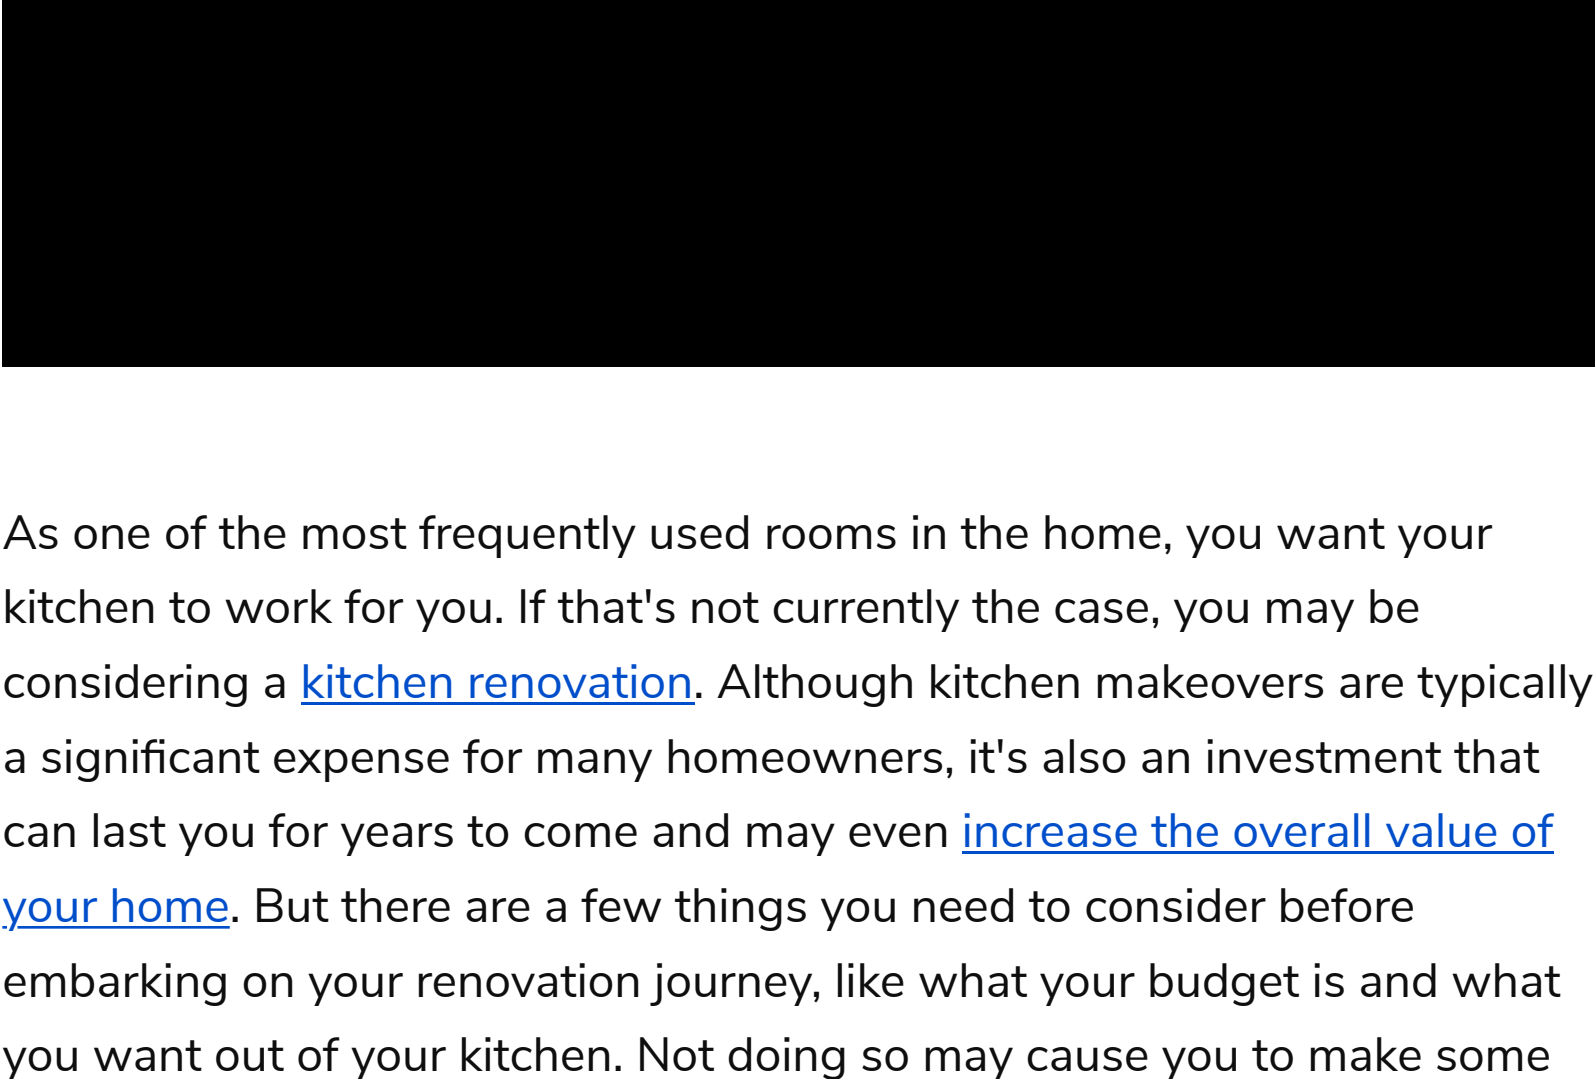 As one of the most frequently used rooms in the home, you want your
kitchen to work for you. If that's not currently the case, you may be
considering a kitchen renovation. Although kitchen makeovers are typically
a significant expense for many homeowners, it's also an investment that
can last you for years to come and may even increase the overall value of
your home. But there are a few things you need to consider before
embarking on your renovation journey, like what your budget is and what
you want out of your kitchen. Not doing so may cause you to make some